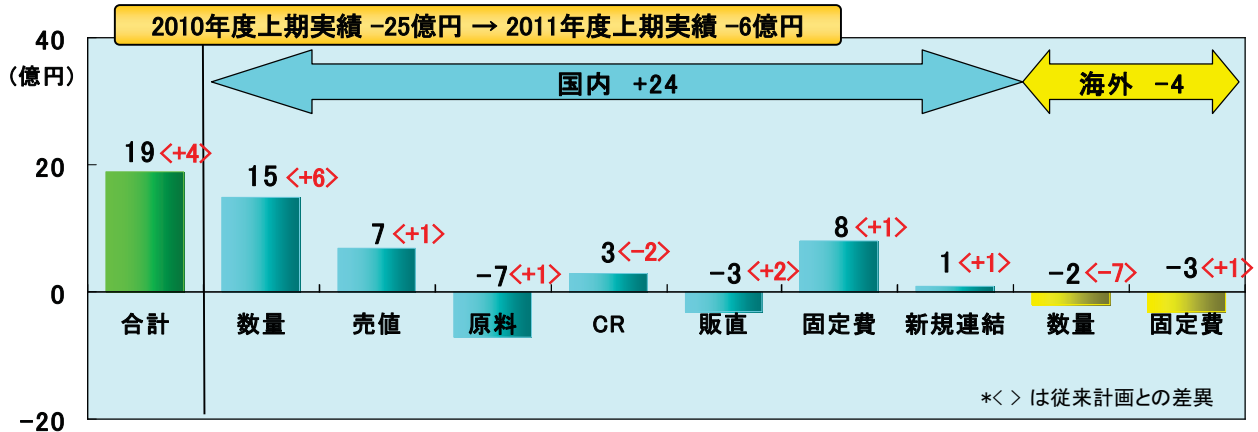 2010年度上期実績 −25億円 → 2011年度上期実績 −6億円
40
(億円)
国内 +24
海外 −4
20
19 <+4>
15 <+6>
7 <+1>
−7 <+1>
3 <−2>
−3 <+2>
8 <+1>
1 <+1>
−2 <−7>
−3 <+1>
0
合計
数量
売値
原料
CR
販直
固定費
新規連結
数量
固定費
*< > は従来計画との差異
−20